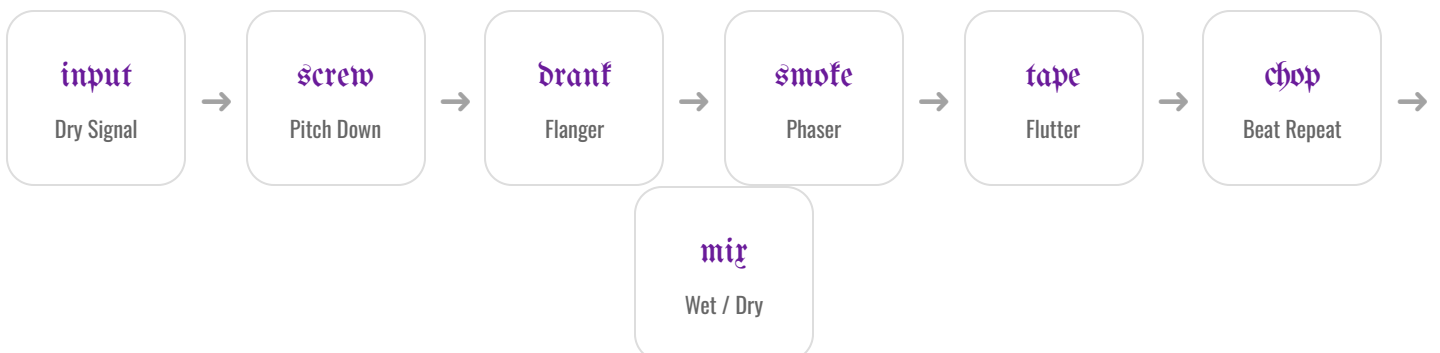 input
Dry Signal
screw
Pitch Down
drank
Flanger
smoke
Phaser
tape
Flutter
chop
Beat Repeat
mix
Wet / Dry